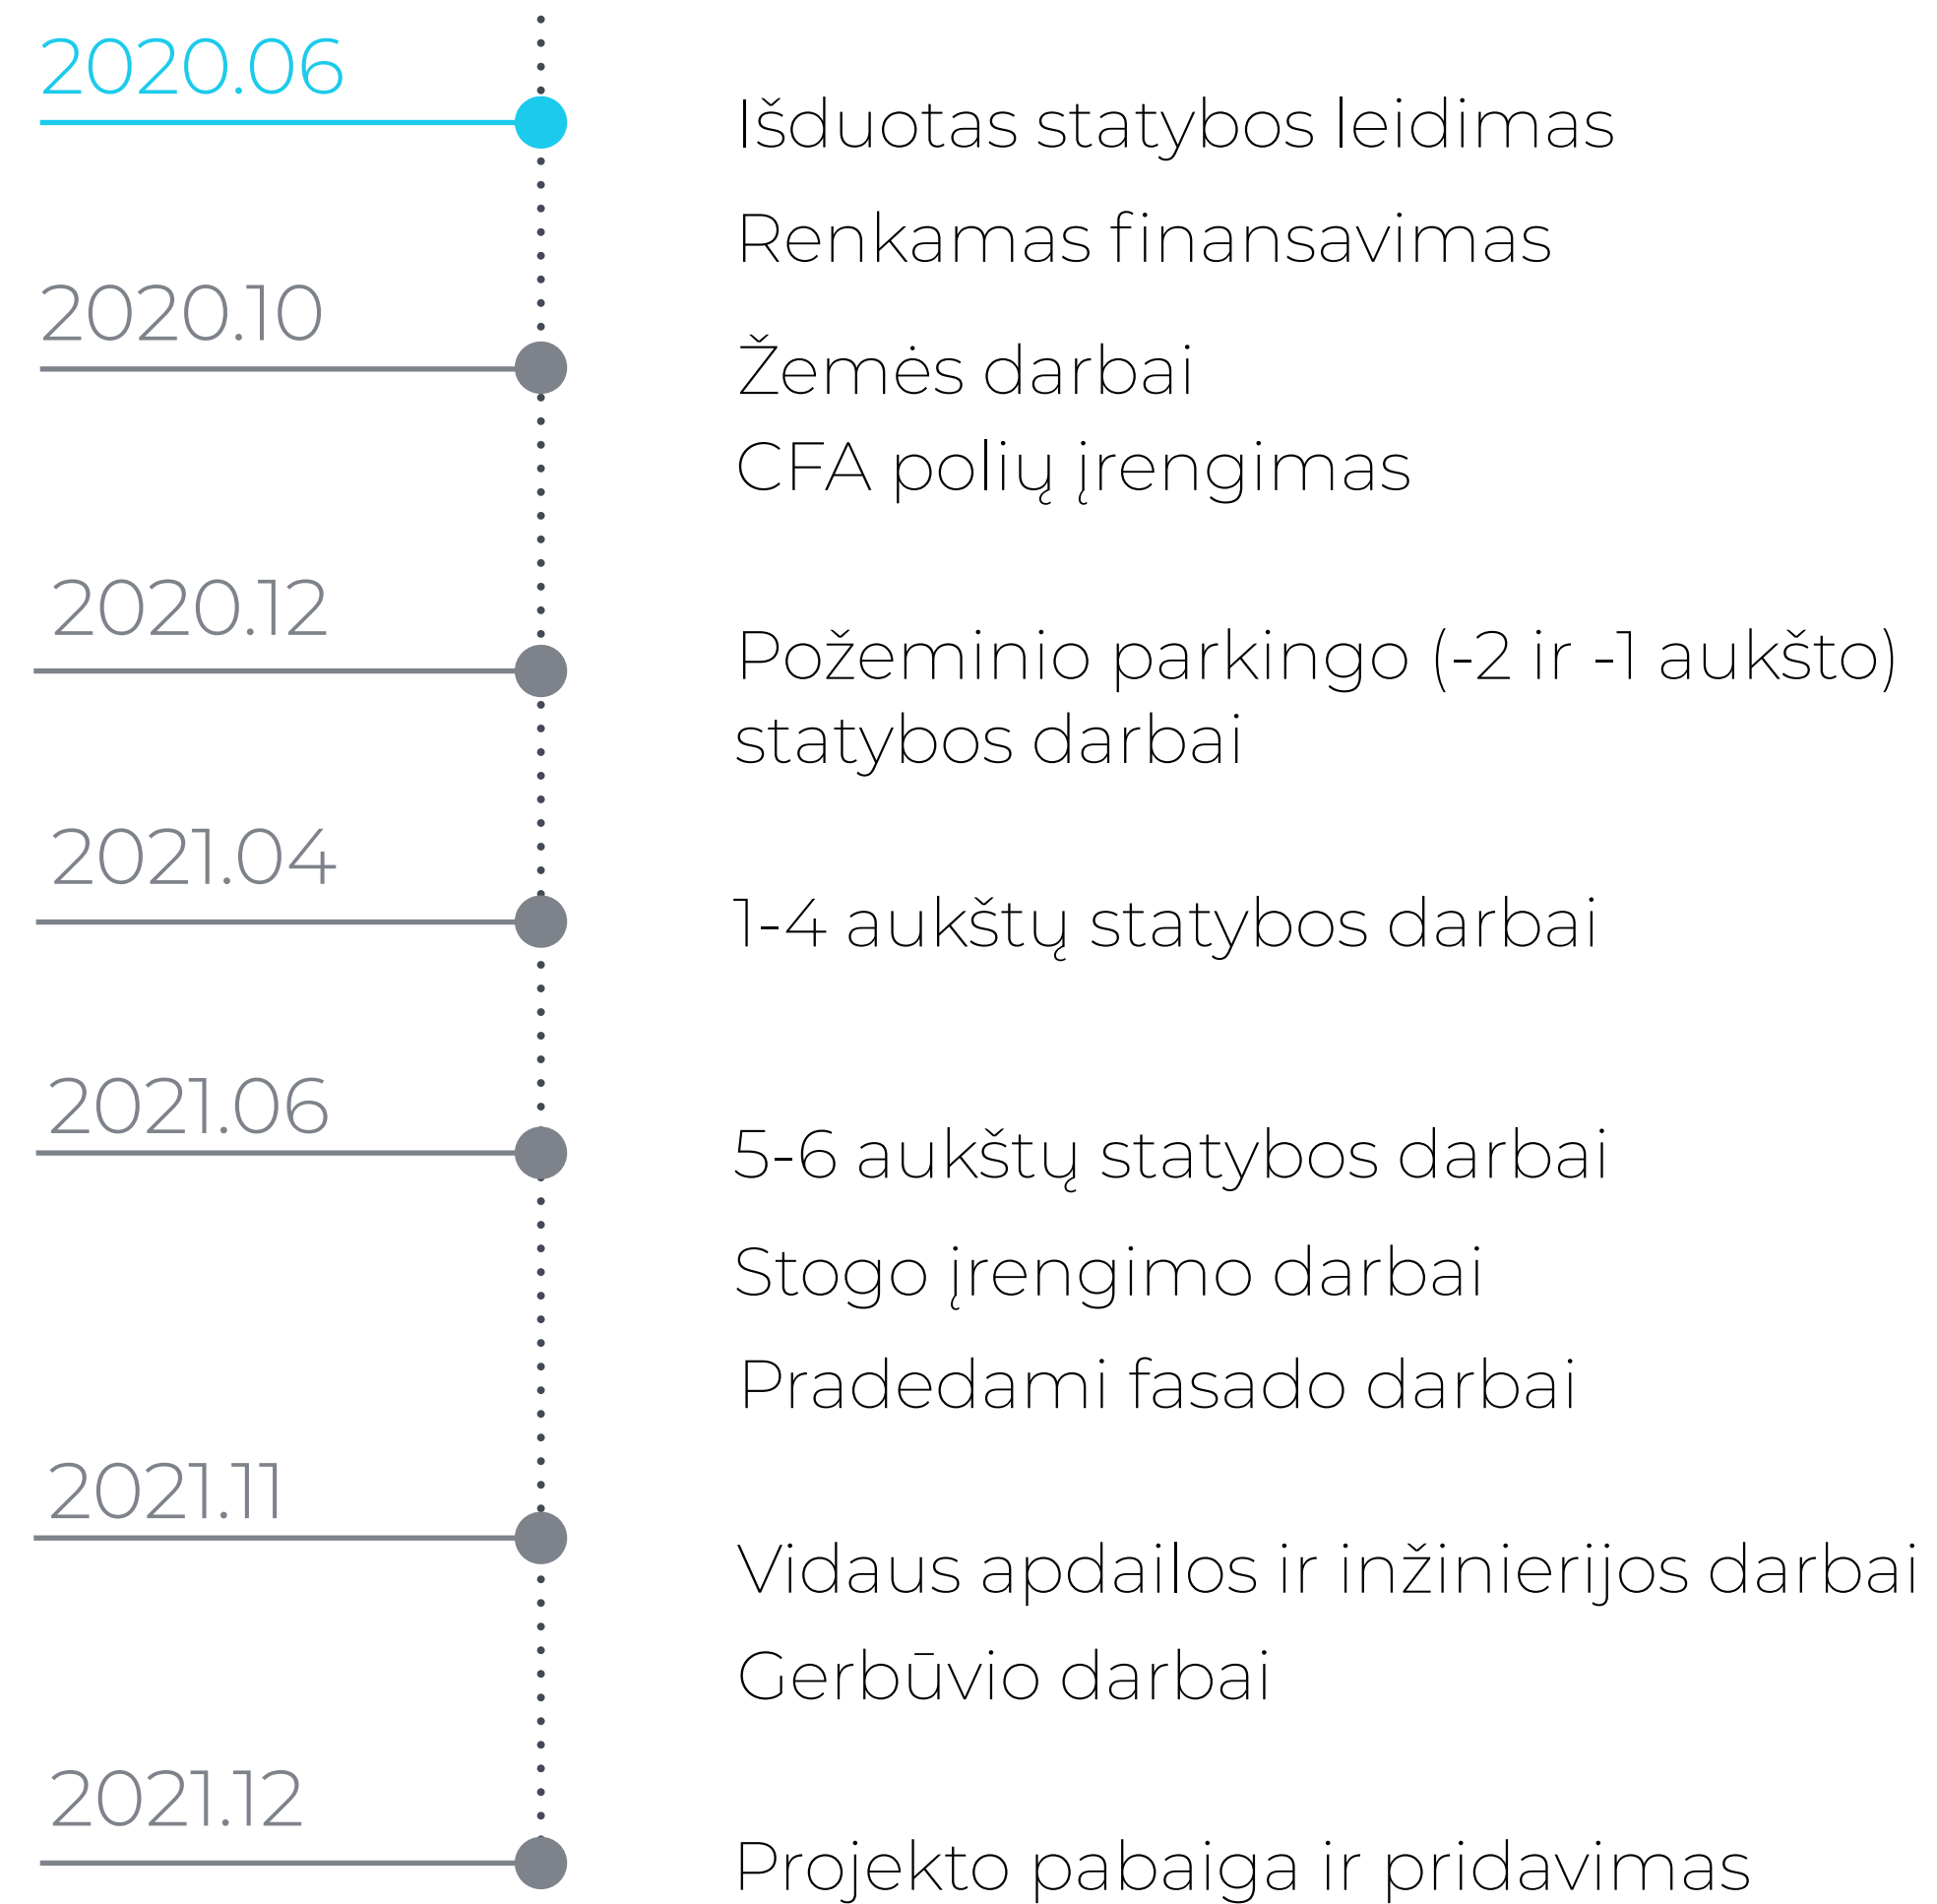 2020.06
Išduotas statybos leidimas
Renkamas finansavimas
2020.10
Žemės darbai
CFA polių įrengimas
2020.12
Požeminio parkingo (-2 ir -1 aukšto)
statybos darbai
2021.04
1-4 aukštų statybos darbai
2021.06
5-6 aukštų statybos darbai
Stogo įrengimo darbai
Pradedami fasado darbai
2021.11
Vidaus apdailos ir inžinierijos darbai
Gerbūvio darbai
2021.12
Projekto pabaiga ir pridavimas